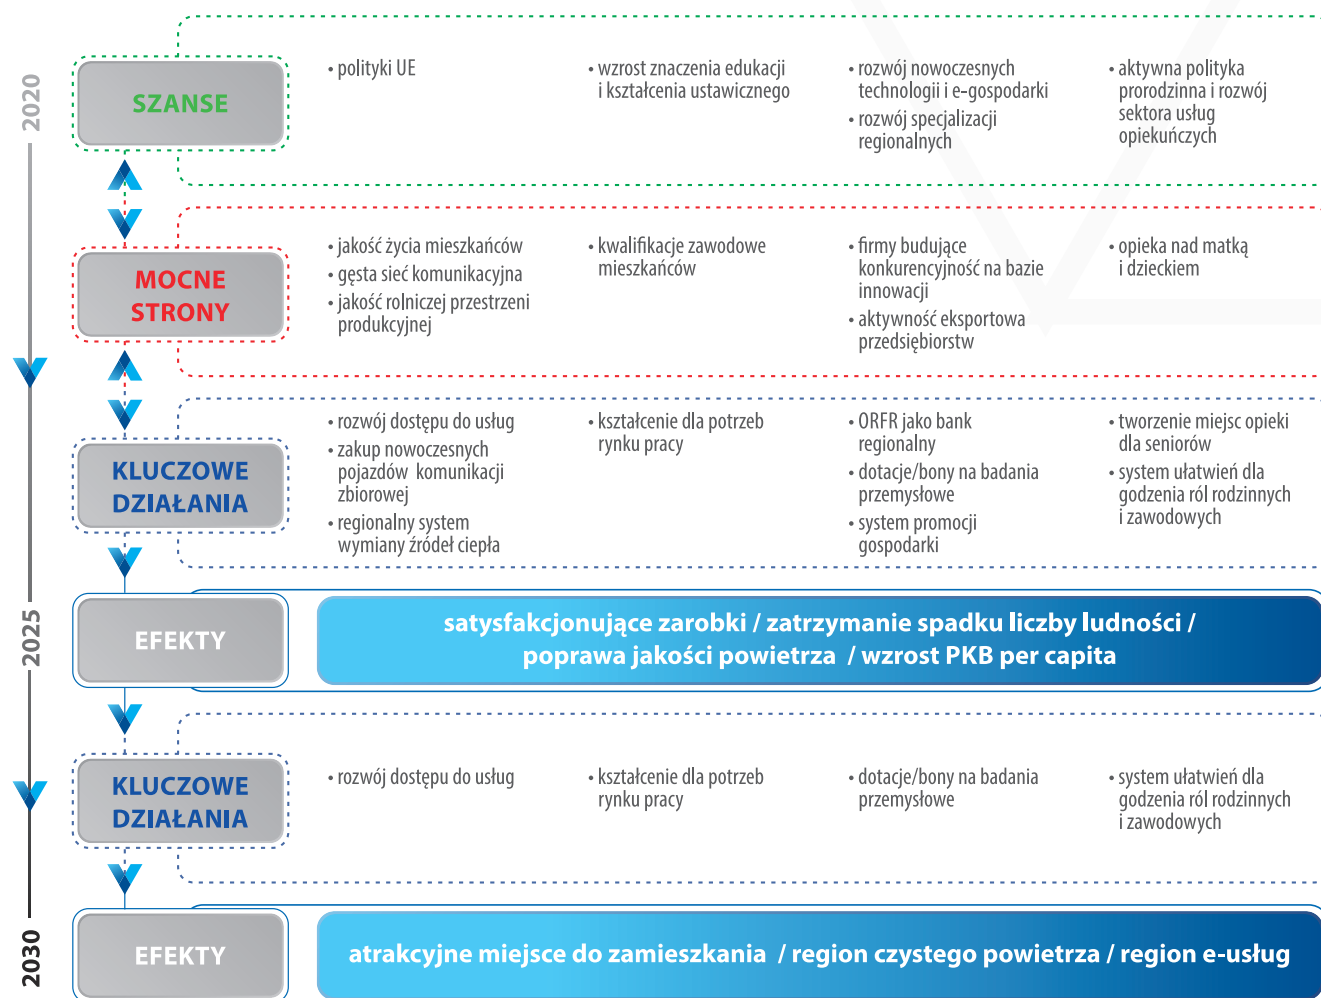 2020
SZANSE
• polityki UE
• wzrost znaczenia edukacji
i kształcenia ustawicznego
• rozwój nowoczesnych
technologii i e-gospodarki
• rozwój specjalizacji
regionalnych
• aktywna polityka
prorodzinna i rozwój
sektora usług
opiekuńczych
MOCNE
STRONY
• jakość życia mieszkańców
• gęsta sieć komunikacyjna
• jakość rolniczej przestrzeni
produkcyjnej
• kwalifikacje zawodowe
mieszkańców
• firmy budujące
konkurencyjność na bazie
innowacji
• aktywność eksportowa
przedsiębiorstw
• opieka nad matką
i dzieckiem
KLUCZOWE
DZIAŁANIA
• rozwój dostępu do usług
• zakup nowoczesnych
pojazdów komunikacji
zbiorowej
• regionalny system
wymiany źródeł ciepła
• kształcenie dla potrzeb
rynku pracy
• ORFR jako bank
regionalny
• dotacje/bony na badania
przemysłowe
• system promocji
gospodarki
• tworzenie miejsc opieki
dla seniorów
• system ułatwień dla
godzenia ról rodzinnych
i zawodowych
2025
EFEKTY
satysfakcjonujące zarobki / zatrzymanie spadku liczby ludności /
poprawa jakości powietrza / wzrost PKB per capita
KLUCZOWE
DZIAŁANIA
• rozwój dostępu do usług
• kształcenie dla potrzeb
rynku pracy
• dotacje/bony na badania
przemysłowe
• system ułatwień dla
godzenia ról rodzinnych
i zawodowych
2030
EFEKTY
atrakcyjne miejsce do zamieszkania / region czystego powietrza / region e-usług